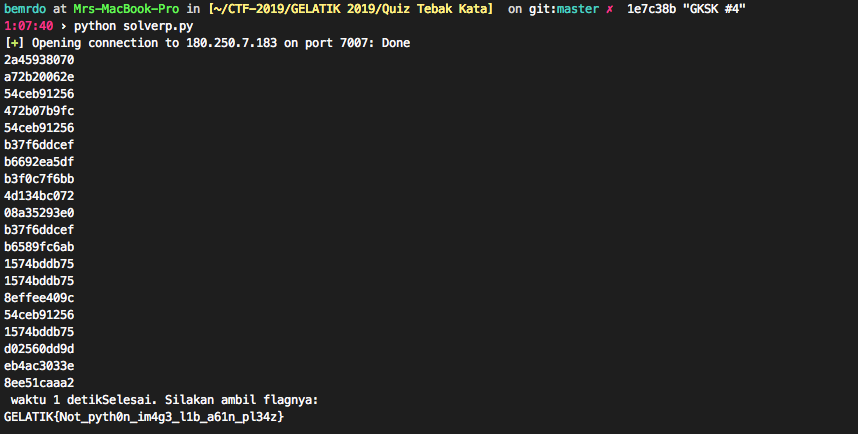 bemrdo at Mrs-MacBook-Pro in [~/CTF-2019/GELATIK 2019/Quiz Tebak Kata] on git:master ✗ 1e7c38b "GKSK #4"
1:07:40 › python solverp.py
[+] Opening connection to 180.250.7.183 on port 7007: Done
2a45938070
a72b20062e
54ceb91256
472b07b9fc
54ceb91256
b37f6ddcef
b6692ea5df
b3f0c7f6bb
4d134bc072
08a35293e0
b37f6ddcef
b6589fc6ab
1574bddb75
1574bddb75
8effee409c
54ceb91256
1574bddb75
d02560dd9d
eb4ac3033e
8ee51caaa2
waktu 1 detikSelesai. Silakan ambil flagnya:
GELATIK{Not_pyth0n_im4g3_l1b_a61n_pl34z}